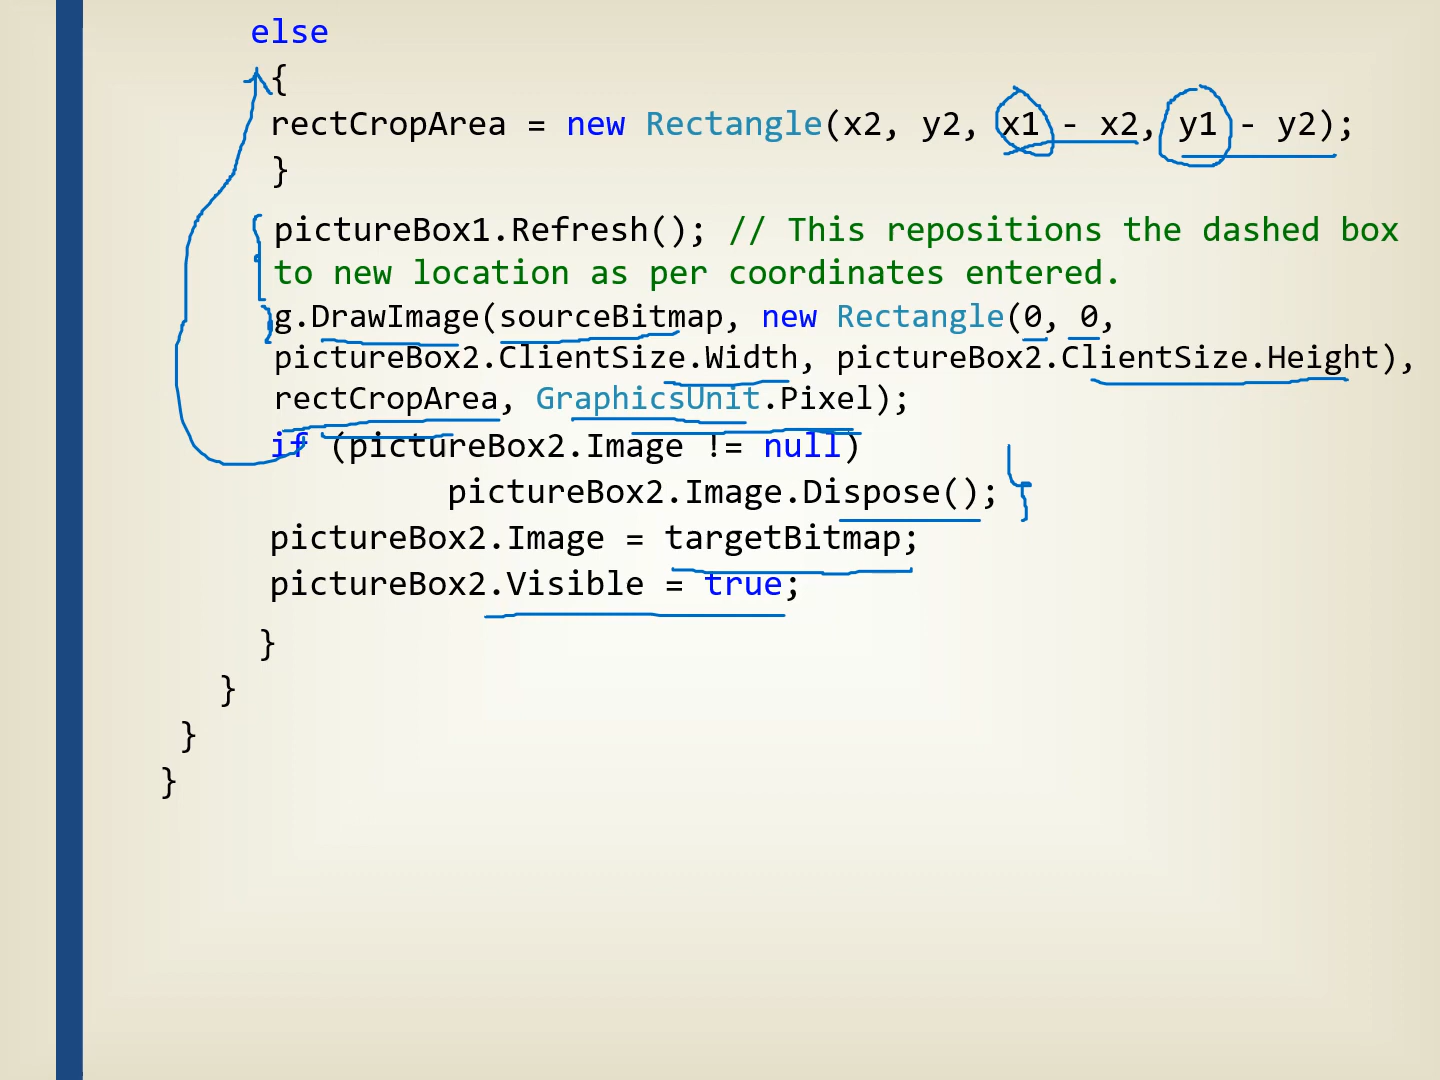 else
{
rectCropArea = new Rectangle(x2, y2, x1 - x2, y1 - y2);
}
pictureBox1.Refresh(); // This repositions the dashed box
to new location as per coordinates entered.
g.DrawImage(sourceBitmap, new Rectangle(0, 0,
pictureBox2.ClientSize.Width, pictureBox2.ClientSize.Height),
rectCropArea, GraphicsUnit.Pixel);
if (pictureBox2.Image != null)
pictureBox2.Image.Dispose();
pictureBox2.Image = targetBitmap;
pictureBox2.Visible = true;
}
}
}
}